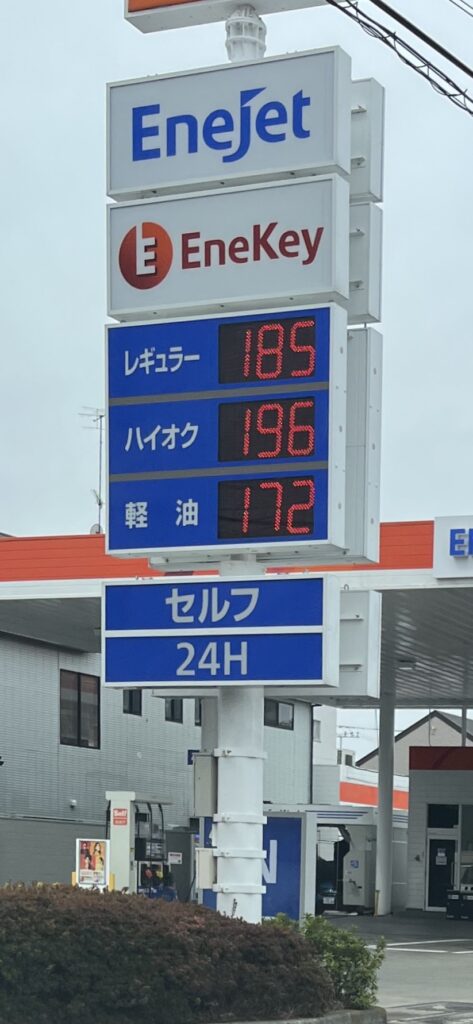 Enejet
E EneKey
レギュラー 185
ハイオク 196
軽油 172
セルフ
24H
Self